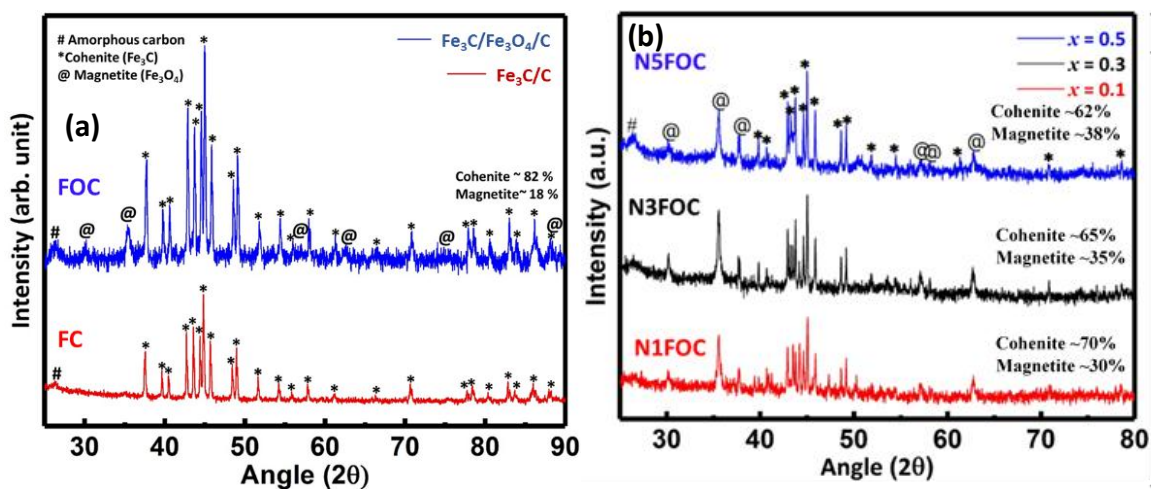 # Amorphous carbon
*Cohenite (Fe₃C)
@ Magnetite (Fe₃O₄)
Fe₃C/Fe₃O₄/C
Fe₃C/C
(a)
FOC
Cohenite ~ 82 %
Magnetite~ 18 %
FC
Intensity (arb. unit)
30 40 50 60 70 80 90
Angle (2θ)
(b)
N5FOC
x = 0.5
x = 0.3
x = 0.1
Cohenite ~62%
Magnetite ~38%
N3FOC
Cohenite ~65%
Magnetite ~35%
N1FOC
Cohenite ~70%
Magnetite ~30%
Intensity (a.u.)
30 40 50 60 70 80
Angle (2θ)